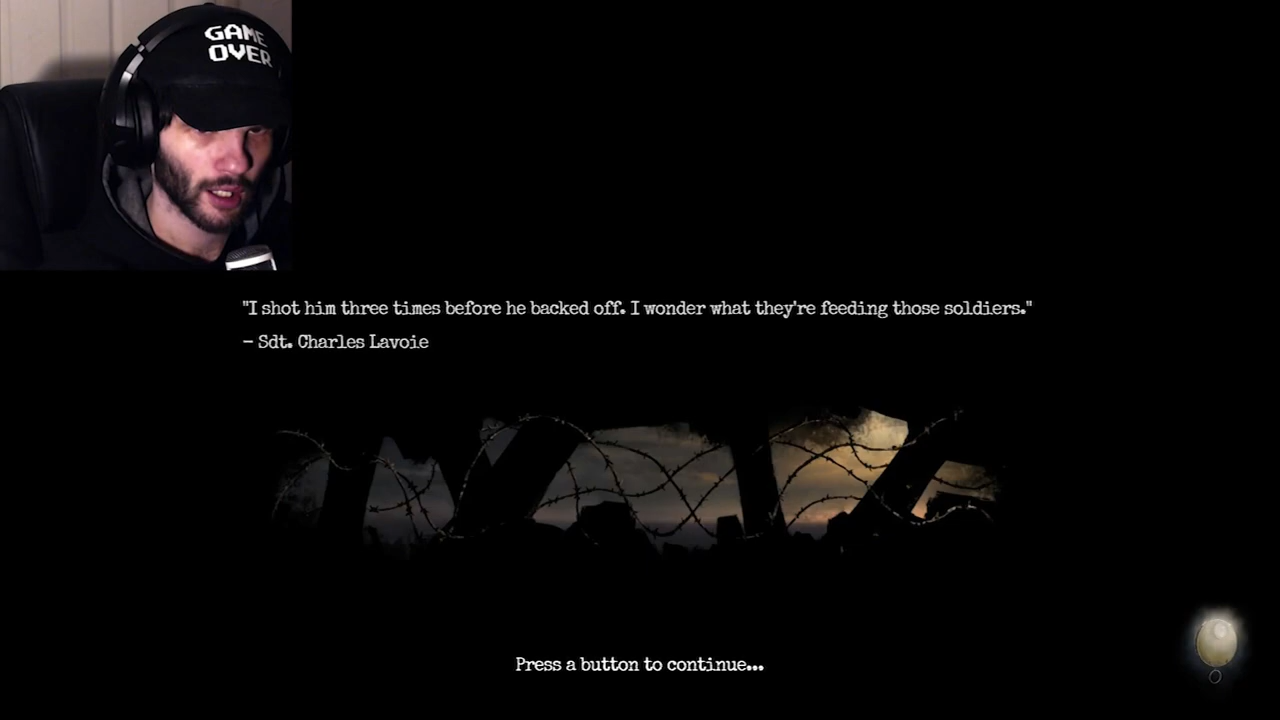 GAME
OVER
"I shot him three times before he backed off. I wonder what they're feeding those soldiers."
- Sdt. Charles Lavoie
Press a button to continue...